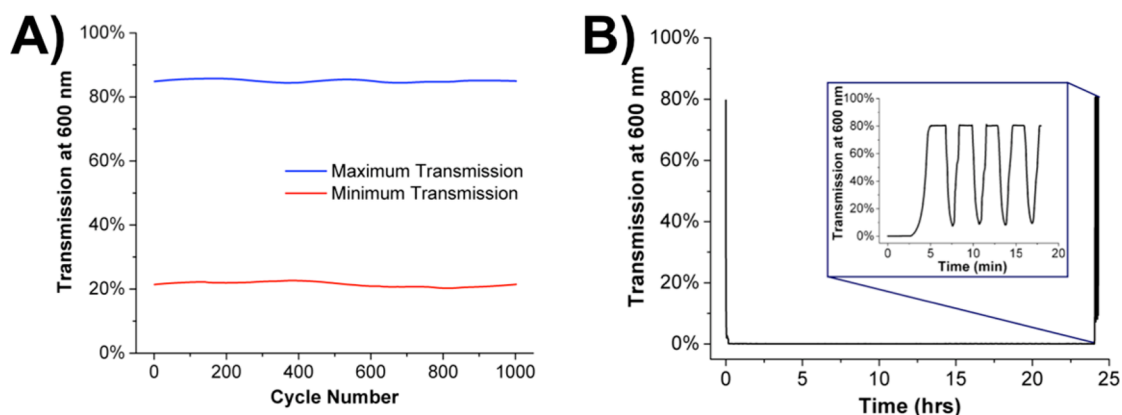 A)
100%
80%
60%
40%
20%
0%
Transmission at 600 nm
Maximum Transmission
Minimum Transmission
0 200 400 600 800 1000
Cycle Number
B)
100%
80%
60%
40%
20%
0%
Transmission at 600 nm
100%
80%
60%
40%
20%
0%
Transmission at 600 nm
0 5 10 15 20
Time (min)
0 5 10 15 20 25
Time (hrs)